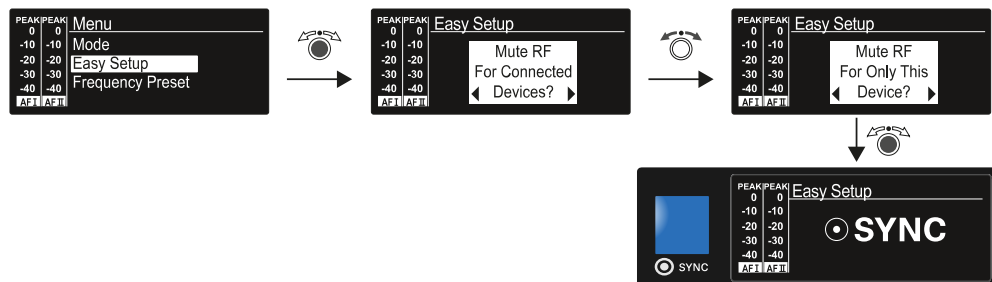 PEAK PEAK Menu
0 0
-10 -10 Mode
-20 -20 Easy Setup
-30 -30 Frequency Preset
-40 -40
AF I AF II
PEAK PEAK Easy Setup
0 0
-10 -10 Mute RF
-20 -20 For Connected
-30 -30 Devices?
-40 -40
AF I AF II
PEAK PEAK Easy Setup
0 0
-10 -10 Mute RF
-20 -20 For Only This
-30 -30 Device?
-40 -40
AF I AF II
SYNC
PEAK PEAK Easy Setup
0 0
-10 -10
-20 -20 SYNC
-30 -30
-40 -40
AF I AF II